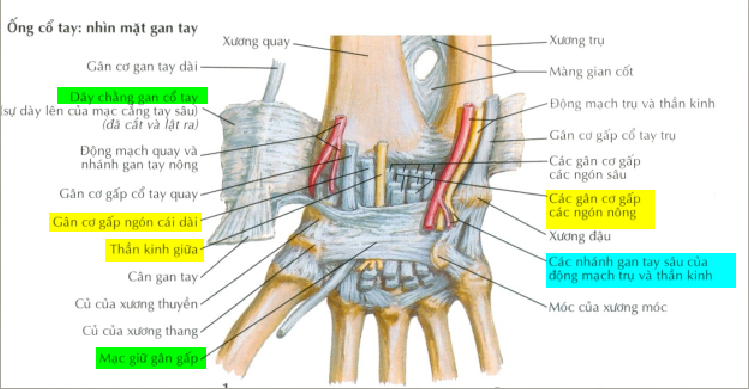 Ống cổ tay: nhìn mặt gan tay
Xương quay
Gân cơ gan tay dài
Dây chằng gan cổ tay
(sự dày lên của mạc cẳng tay sâu)
(đã cắt và lật ra)
Động mạch quay và
nhánh gan tay nông
Gân cơ gấp cổ tay quay
Gân cơ gấp ngón cái dài
Thần kinh giữa
Cân gan tay
Củ của xương thuyền
Củ của xương thang
Mạc giữ gân gấp
Xương trụ
Màng gian cốt
Động mạch trụ và thần kinh
Gân cơ gấp cổ tay trụ
Các gân cơ gấp
các ngón sâu
Các gân cơ gấp
các ngón nông
Xương đậu
Các nhánh gan tay sâu của
động mạch trụ và thần kinh
Móc của xương móc